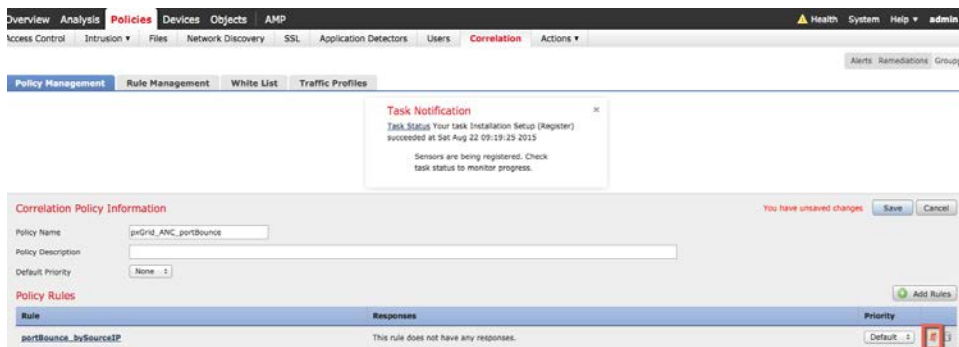 Overview Analysis Policies Devices Objects AMP Health System Help admin
Access Control Intrusion Files Network Discovery SSL Application Detectors Users Correlation Actions
Alerts Remediations Groups
Policy Management Rule Management White List Traffic Profiles
Task Notification ×
Task Status Your task Installation Setup (Register)
succeeded at Sat Aug 22 09:19:25 2015
Sensors are being registered. Check
task status to monitor progress.
Correlation Policy Information You have unsaved changes Save Cancel
Policy Name pxGrid_ANC_portBounce
Policy Description
Default Priority None
Policy Rules Add Rules
Rule Responses Priority
portBounce_bySourceIP This rule does not have any responses. Default